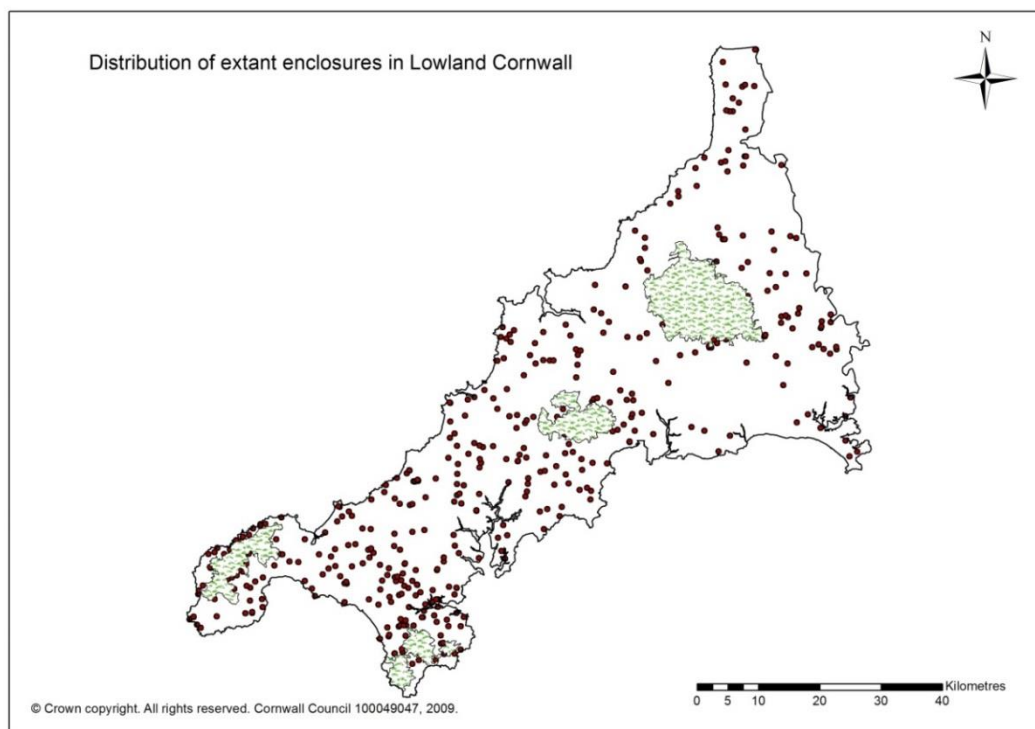 Distribution of extant enclosures in Lowland Cornwall
N
Kilometres
0 5 10 20 30 40
© Crown copyright. All rights reserved. Cornwall Council 100049047, 2009.